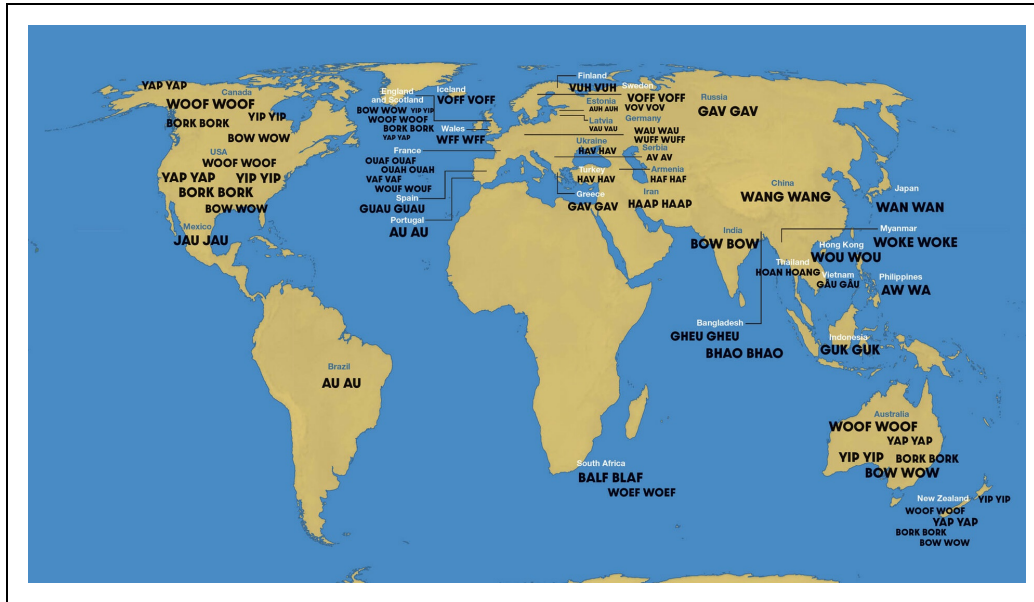 YAP YAP
Canada
WOOF WOOF
BORK BORK
YIP YIP
BOW WOW
USA
WOOF WOOF
YAP YAP
YIP YIP
BORK BORK
BOW WOW
Mexico
JAU JAU
Brazil
AU AU
England
and Scotland
BOW WOW YIP YIP
WOOF WOOF
BORK BORK
YAP YAP
Iceland
VOFF VOFF
Wales
WFF WFF
France
OUAF OUAF
OUAH OUAH
VAF VAF
WOUF WOUF
Spain
GUAU GUAU
Portugal
AU AU
Finland
VUH VUH
Sweden
VOFF VOFF
VOV VOV
Estonia
AUH AUH
Latvia
VAU VAU
Germany
WAU WAU
WUFF WUFF
Ukraine
HAV HAV
Serbia
AV AV
Turkey
HAV HAV
Armenia
HAF HAF
Greece
GAV GAV
Iran
HAAP HAAP
Russia
GAV GAV
China
WANG WANG
Japan
WAN WAN
India
BOW BOW
Myanmar
WOKE WOKE
Hong Kong
WOU WOU
Thailand
HOAN HOANG
Vietnam
GÂU GÂU
Philippines
AW WA
Bangladesh
GHEU GHEU
BHAO BHAO
Indonesia
GUK GUK
South Africa
BALF BLAF
WOEF WOEF
Australia
WOOF WOOF
YAP YAP
YIP YIP
BORK BORK
BOW WOW
New Zealand
YIP YIP
WOOF WOOF
YAP YAP
BORK BORK
BOW WOW